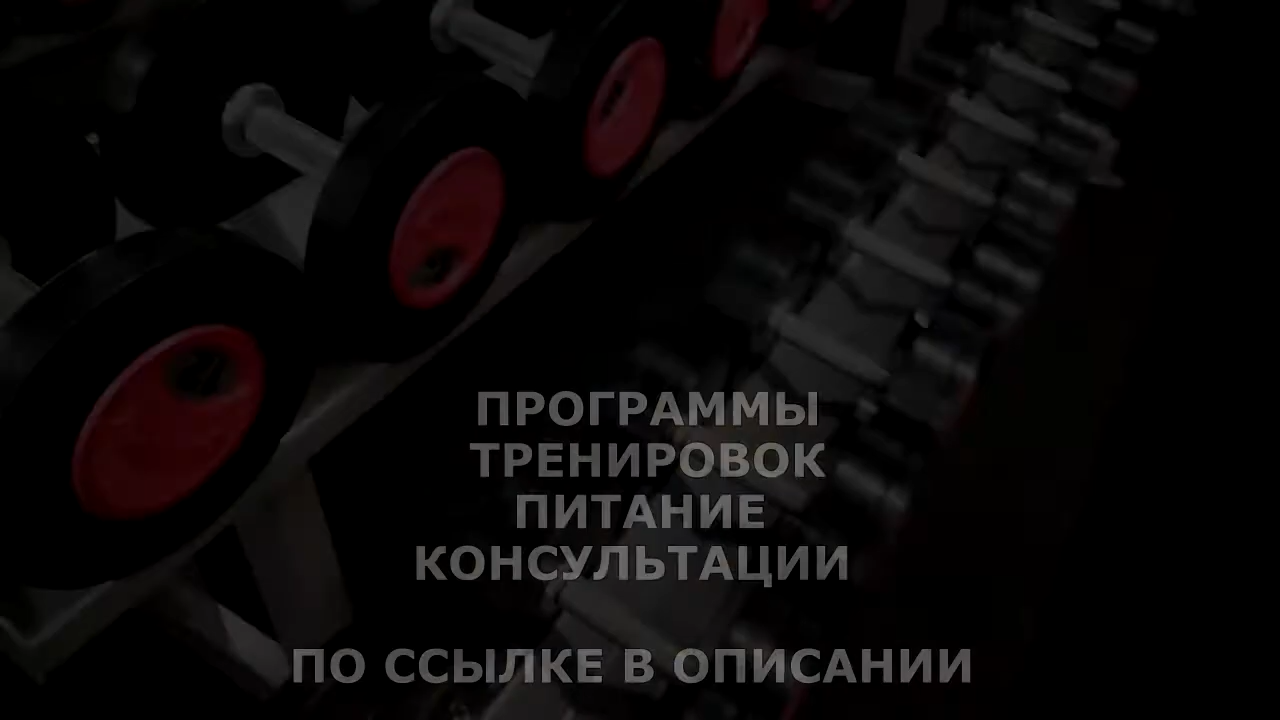 ПРОГРАММЫ
ТРЕНИРОВОК
ПИТАНИЕ
КОНСУЛЬТАЦИИ
ПО ССЫЛКЕ В ОПИСАНИИ